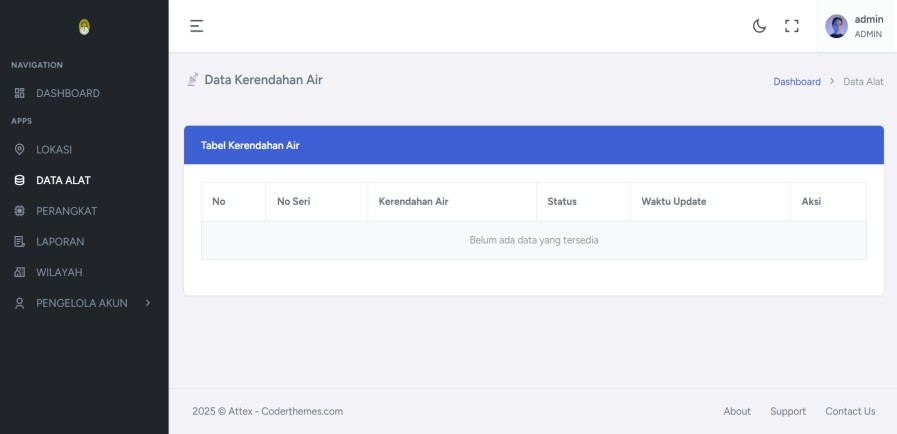 admin
ADMIN
NAVIGATION
DASHBOARD
APPS
LOKASI
DATA ALAT
PERANGKAT
LAPORAN
WILAYAH
PENGELOLA AKUN
Data Kerendahan Air
Dashboard > Data Alat
Tabel Kerendahan Air
No No Seri Kerendahan Air Status Waktu Update Aksi
Belum ada data yang tersedia
2025 © Attex - Coderthemes.com
About Support Contact Us